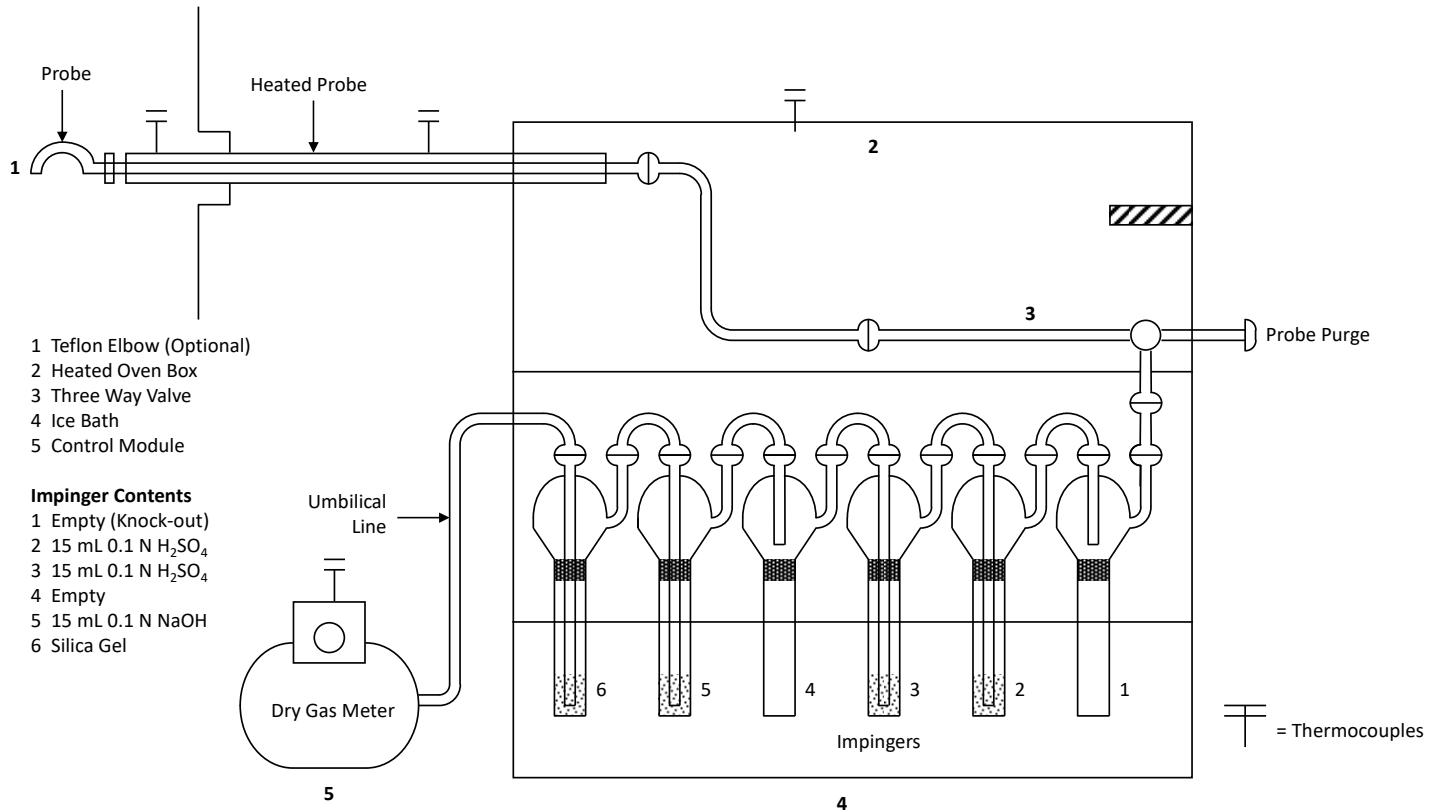 Probe
Heated Probe
1
2
3
Probe Purge
1 Teflon Elbow (Optional)
2 Heated Oven Box
3 Three Way Valve
4 Ice Bath
5 Control Module
Impinger Contents
1 Empty (Knock-out)
2 15 mL 0.1 N H₂SO₄
3 15 mL 0.1 N H₂SO₄
4 Empty
5 15 mL 0.1 N NaOH
6 Silica Gel
Umbilical
Line
Dry Gas Meter
5
6 5 4 3 2 1
Impingers
4
= Thermocouples